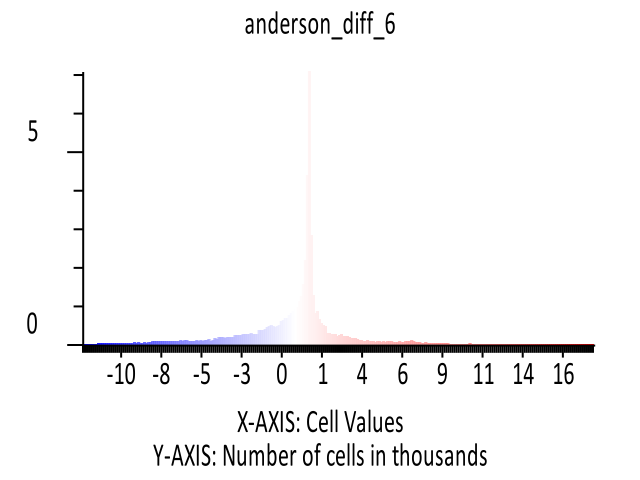 anderson_diff_6
5
0
-10 -8 -5 -3 0 1 4 6 9 11 14 16
X-AXIS: Cell Values
Y-AXIS: Number of cells in thousands